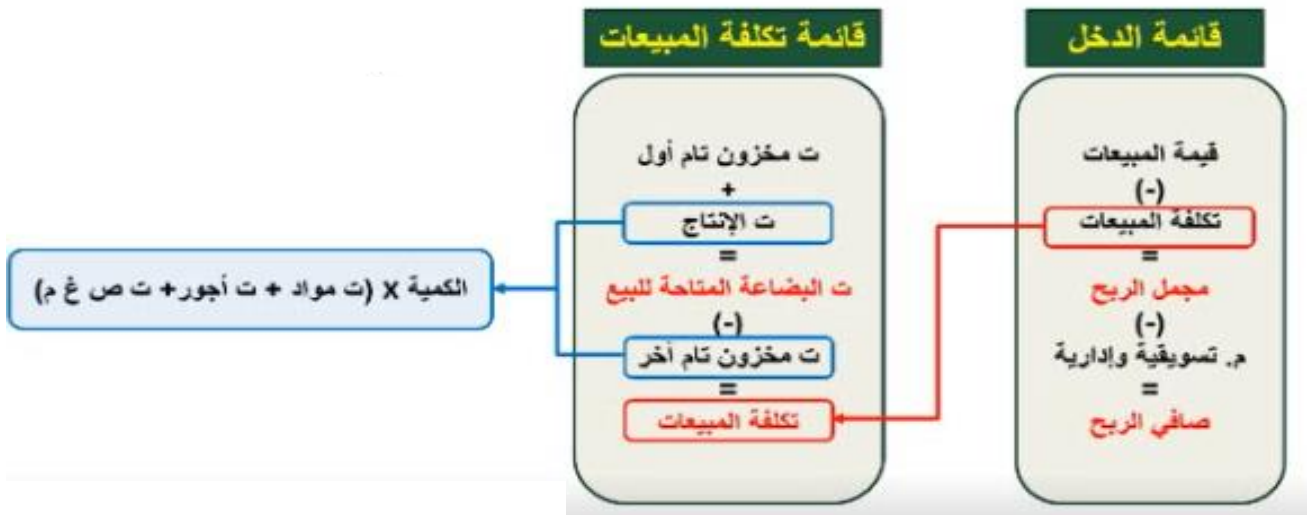 قائمة الدخل
قيمة المبيعات
(-)
تكلفة المبيعات
=
مجمل الربح
(-)
م. تسويقية وإدارية
=
صافي الربح
قائمة تكلفة المبيعات
ت مخزون تام أول
+
ت الإنتاج
=
ت البضاعة المتاحة للبيع
(-)
ت مخزون تام أخر
=
تكلفة المبيعات
الكمية X (ت مواد + ت أجور+ ت ص غ م)